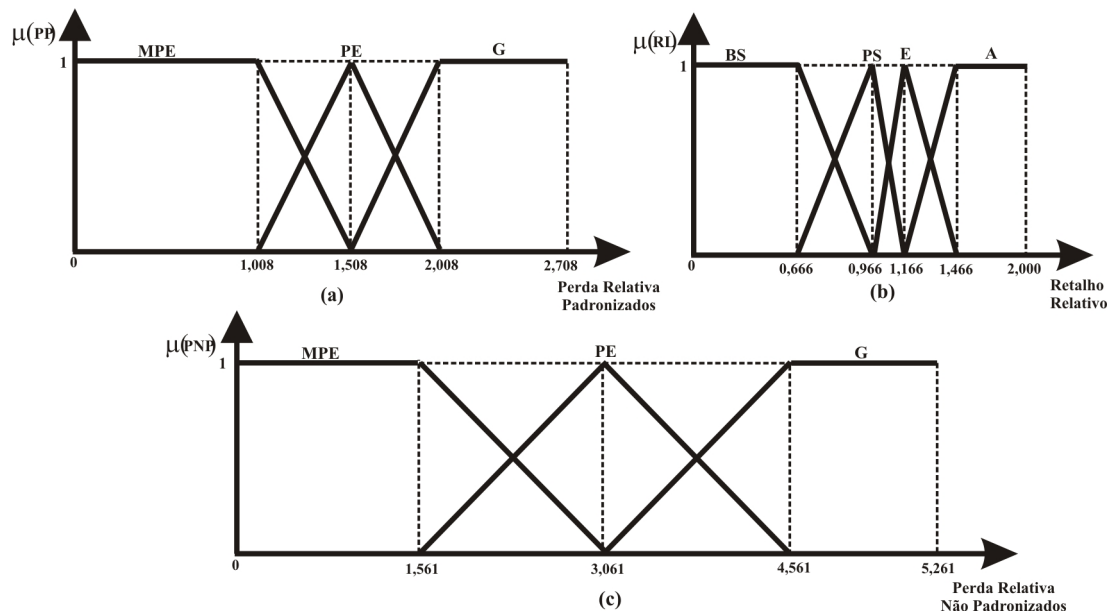 μ(PP)
1
MPE
PE
G
0
1,008
1,508
2,008
2,708
Perda Relativa
Padronizados
(a)
μ(RL)
1
BS
PS
E
A
0
0,666
0,966
1,166
1,466
2,000
Retalho
Relativo
(b)
μ(PNP)
1
MPE
PE
G
0
1,561
3,061
4,561
5,261
Perda Relativa
Não Padronizados
(c)